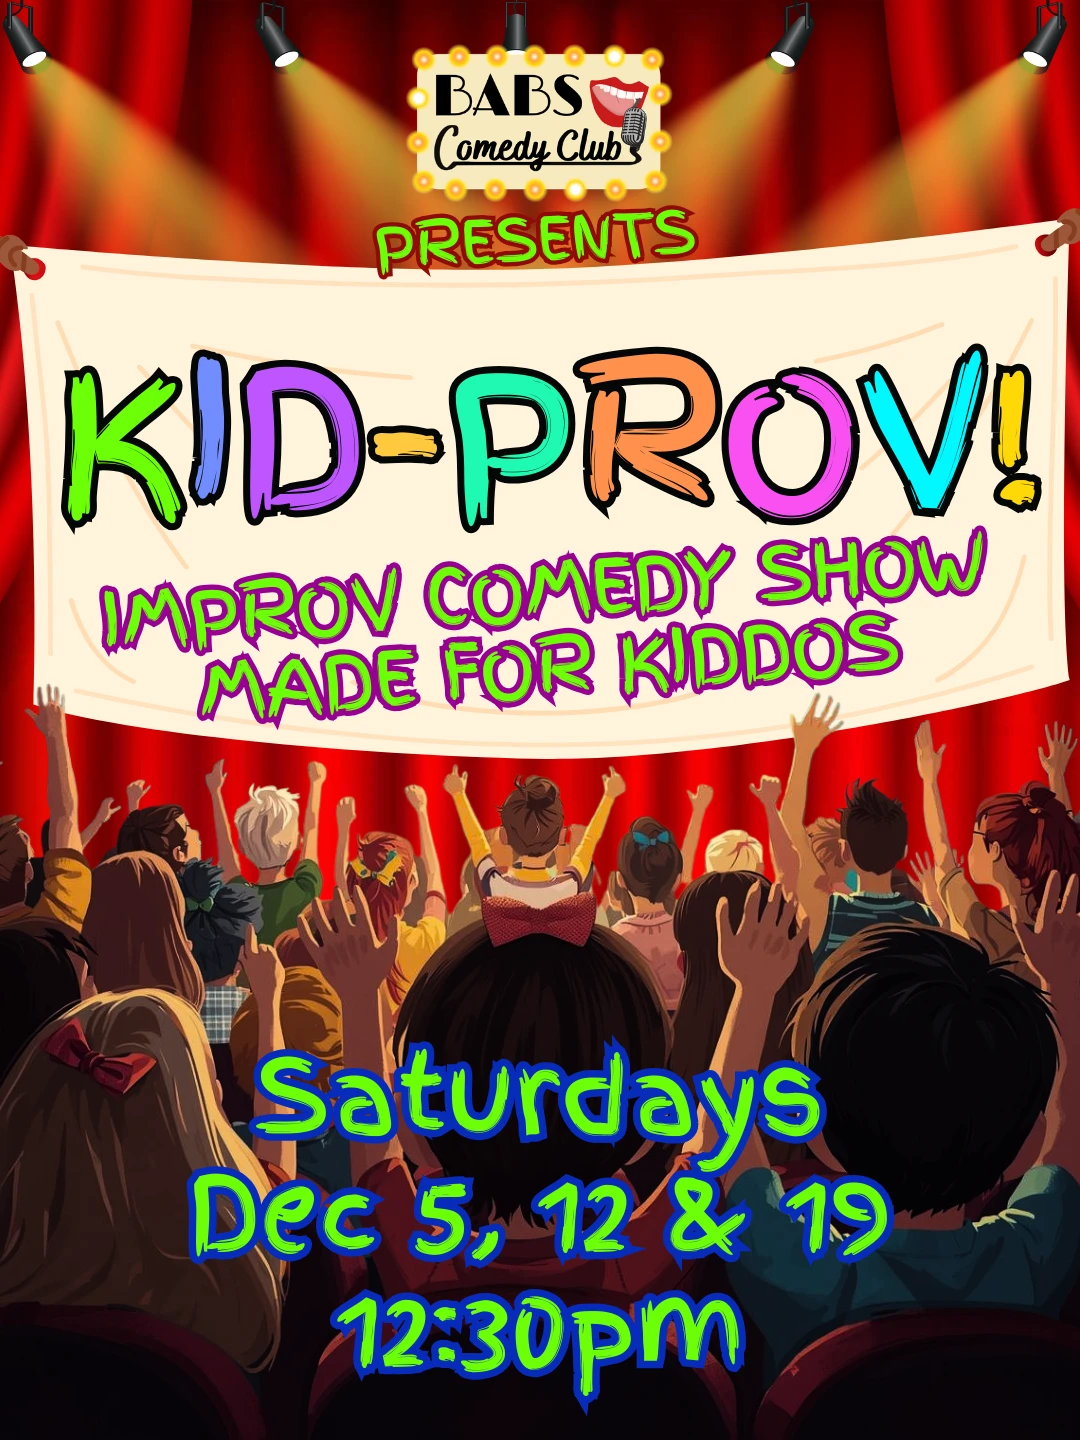 BABS
Comedy Club
PRESENTS
KID-PROV!
IMPROV COMEDY SHOW
MADE FOR KIDDOS
Saturdays
Dec 5, 12 & 19
12:30pm